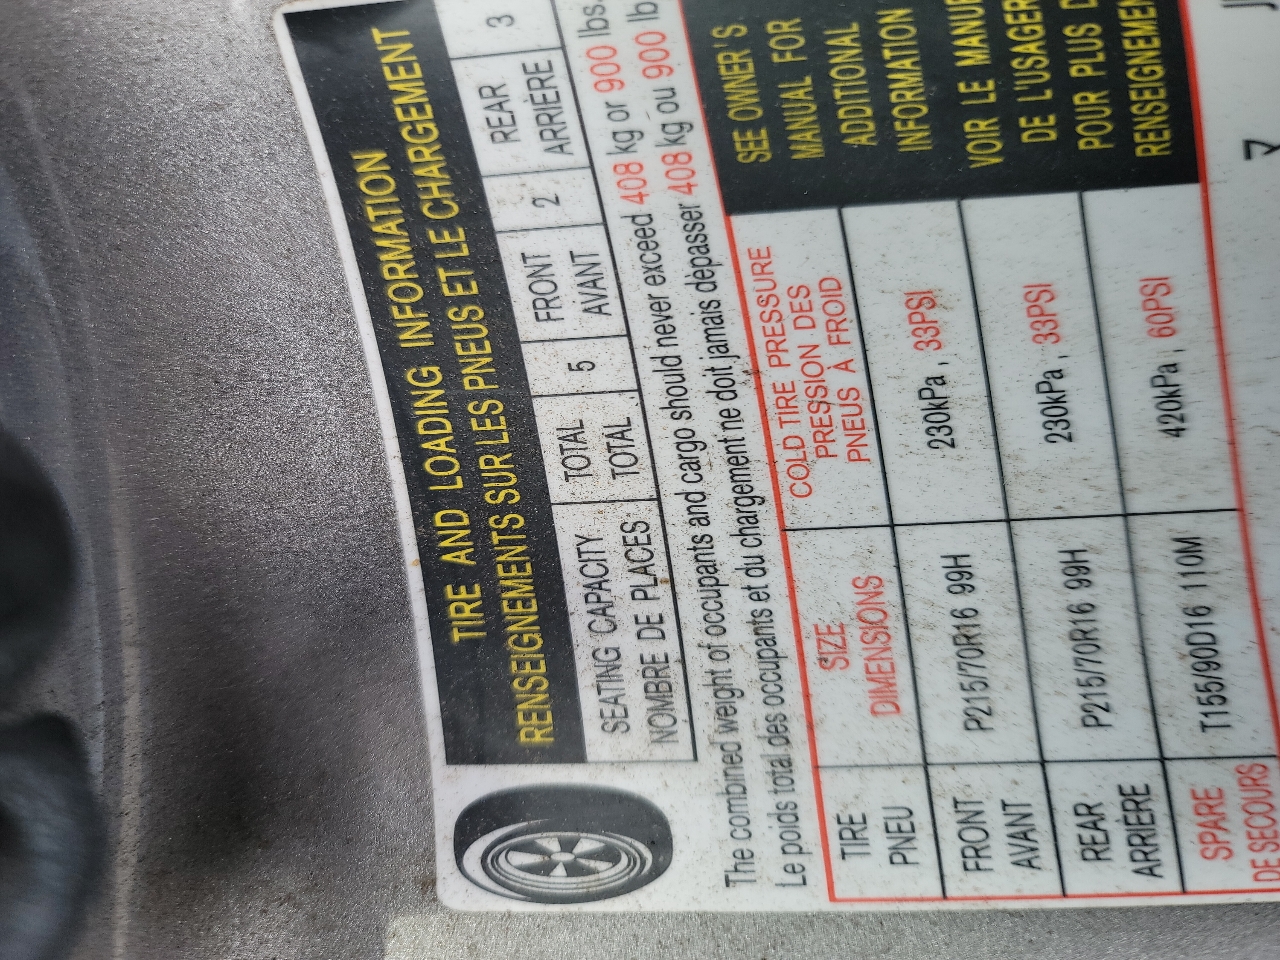 TIRE AND LOADING INFORMATION
RENSEIGNEMENTS SUR LES PNEUS ET LE CHARGEMENT
SEATING CAPACITY TOTAL 5 FRONT 2 REAR 3
NOMBRE DE PLACES TOTAL AVANT ARRIÈRE
The combined weight of occupants and cargo should never exceed 408 kg or 900 lbs.
Le poids total des occupants et du chargement ne doit jamais dépasser 408 kg ou 900 lb
TIRE
PNEU
SIZE
DIMENSIONS
COLD TIRE PRESSURE
PRESSION DES
PNEUS À FROID
FRONT
AVANT
P215/70R16 99H
230kPa, 33PSI
REAR
ARRIÈRE
P215/70R16 99H
230kPa, 33PSI
SPARE
DE SECOURS
T155/90D16 110M
420kPa, 60PSI
SEE OWNER'S
MANUAL FOR
ADDITIONAL
INFORMATION
VOIR LE MANUE
DE L'USAGER
POUR PLUS D
RENSEIGNEMEN